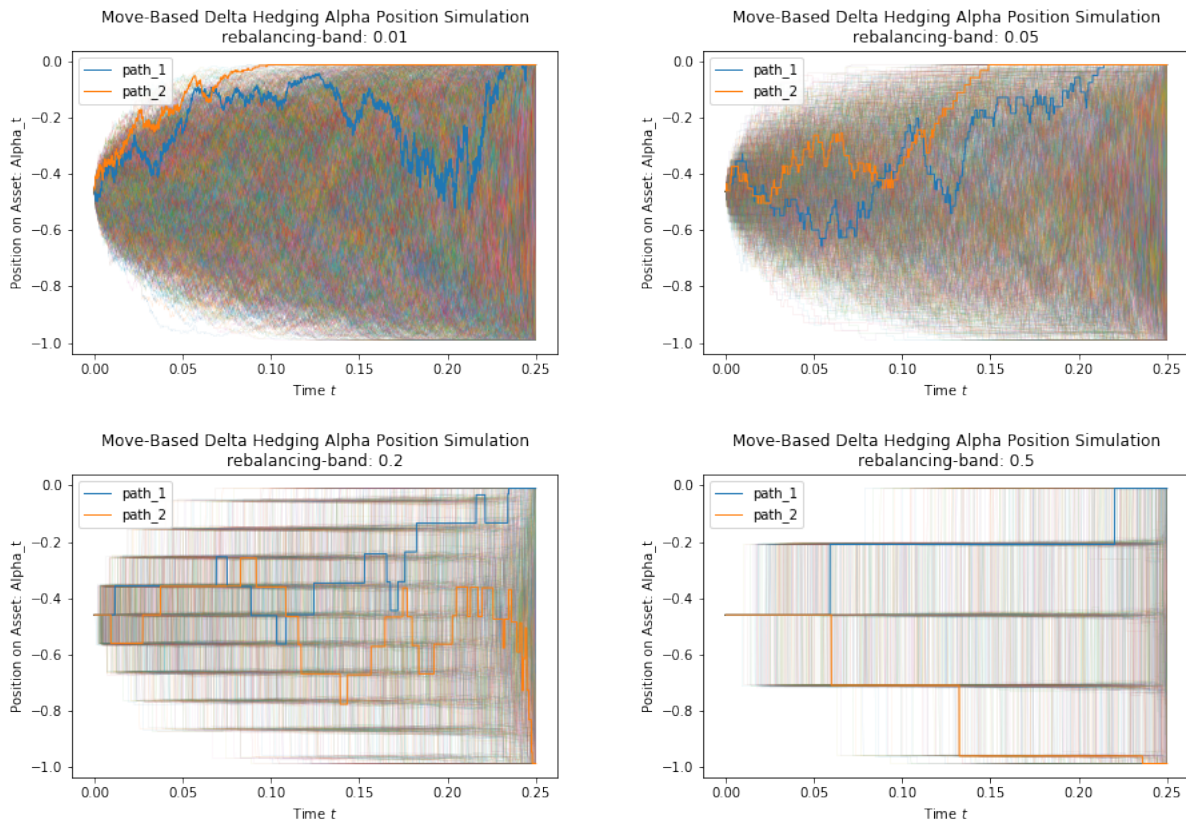 Move-Based Delta Hedging Alpha Position Simulation
rebalancing-band: 0.01
path_1
path_2
0.0
−0.2
−0.4
−0.6
−0.8
−1.0
Position on Asset: Alpha_t
0.00 0.05 0.10 0.15 0.20 0.25
Time t
Move-Based Delta Hedging Alpha Position Simulation
rebalancing-band: 0.05
path_1
path_2
0.0
−0.2
−0.4
−0.6
−0.8
−1.0
Position on Asset: Alpha_t
0.00 0.05 0.10 0.15 0.20 0.25
Time t
Move-Based Delta Hedging Alpha Position Simulation
rebalancing-band: 0.2
path_1
path_2
0.0
−0.2
−0.4
−0.6
−0.8
−1.0
Position on Asset: Alpha_t
0.00 0.05 0.10 0.15 0.20 0.25
Time t
Move-Based Delta Hedging Alpha Position Simulation
rebalancing-band: 0.5
path_1
path_2
0.0
−0.2
−0.4
−0.6
−0.8
−1.0
Position on Asset: Alpha_t
0.00 0.05 0.10 0.15 0.20 0.25
Time t